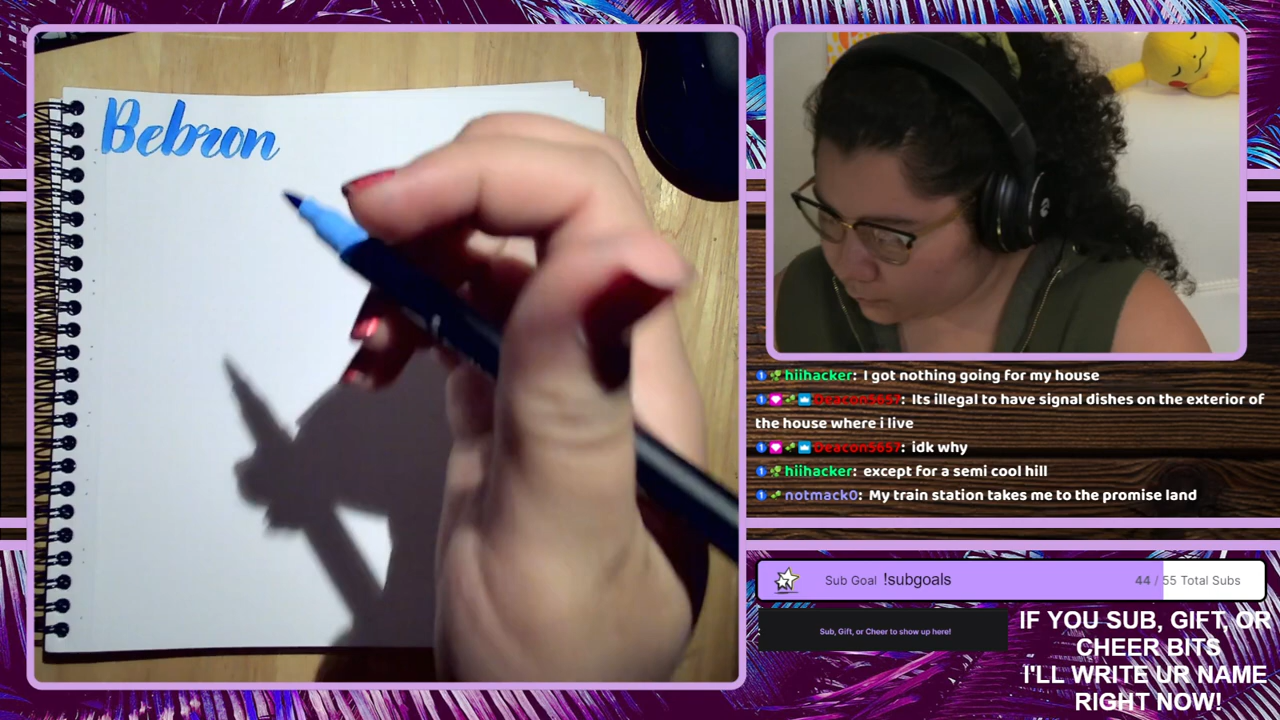 Bebron
hiihacker: I got nothing going for my house
Deacon5657: Its illegal to have signal dishes on the exterior of
the house where i live
Deacon5657: idk why
hiihacker: except for a semi cool hill
notmack0: My train station takes me to the promise land
Sub Goal !subgoals 44 / 55 Total Subs
Sub, Gift, or Cheer to show up here!
IF YOU SUB, GIFT, OR
CHEER BITS
I'LL WRITE UR NAME
RIGHT NOW!